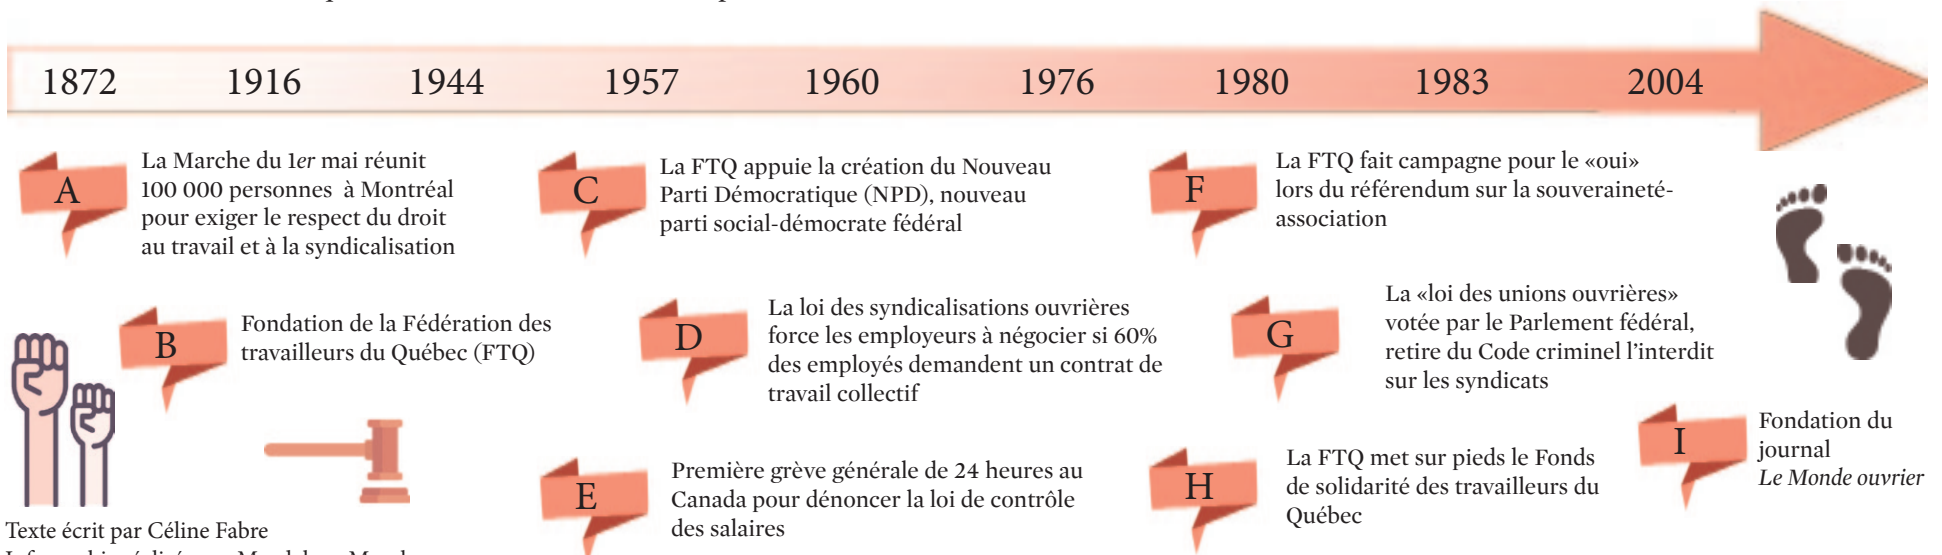 1872 1916 1944 1957 1960 1976 1980 1983 2004
A
La Marche du 1er mai réunit
100 000 personnes à Montréal
pour exiger le respect du droit
au travail et à la syndicalisation
B
Fondation de la Fédération des
travailleurs du Québec (FTQ)
C
La FTQ appuie la création du Nouveau
Parti Démocratique (NPD), nouveau
parti social-démocrate fédéral
D
La loi des syndicalisations ouvrières
force les employeurs à négocier si 60%
des employés demandent un contrat de
travail collectif
E
Première grève générale de 24 heures au
Canada pour dénoncer la loi de contrôle
des salaires
F
La FTQ fait campagne pour le «oui»
lors du référendum sur la souveraineté-
association
G
La «loi des unions ouvrières»
votée par le Parlement fédéral,
retire du Code criminel l'interdit
sur les syndicats
H
La FTQ met sur pieds le Fonds
de solidarité des travailleurs du
Québec
I
Fondation du
journal
Le Monde ouvrier
Texte écrit par Céline Fabre